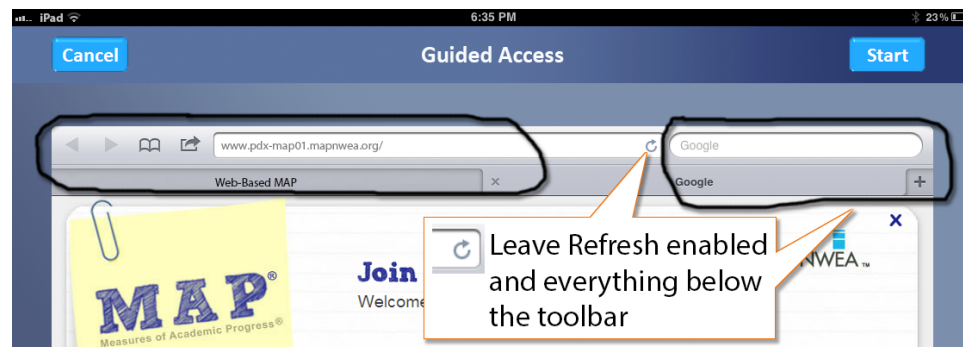 iPad 6:35 PM 23%
Cancel Guided Access Start
www.pdx-map01.mapnwea.org/ Google
Web-Based MAP × Google +
x
Join
Welcome
MAP®
Measures of Academic Progress®
NWEA™
Leave Refresh enabled
and everything below
the toolbar